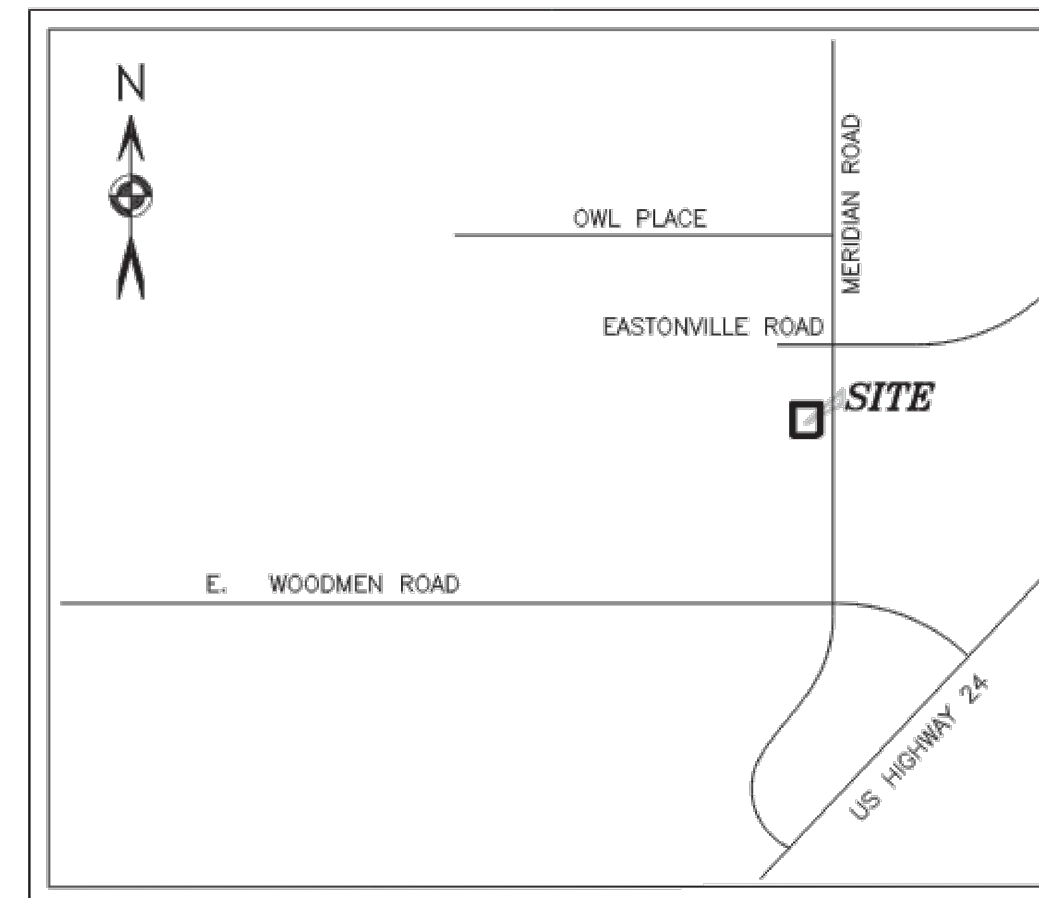 N
MERIDIAN ROAD
OWL PLACE
EASTONVILLE ROAD
SITE
E. WOODMEN ROAD
US HIGHWAY 24